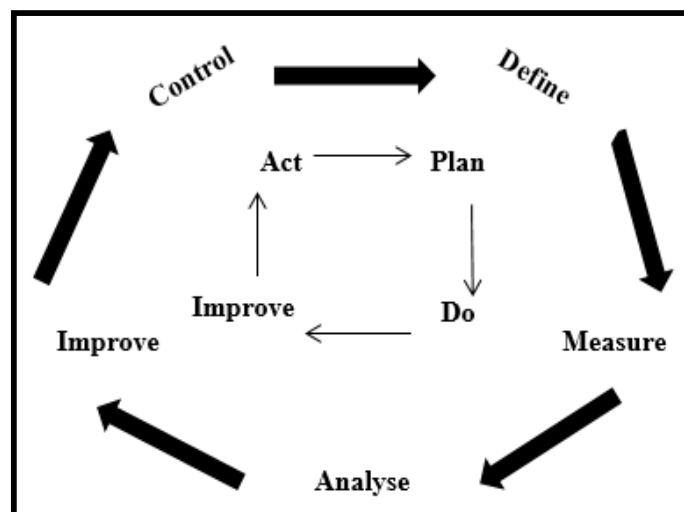 Control
Define
Act
Plan
Improve
Do
Improve
Measure
Analyse